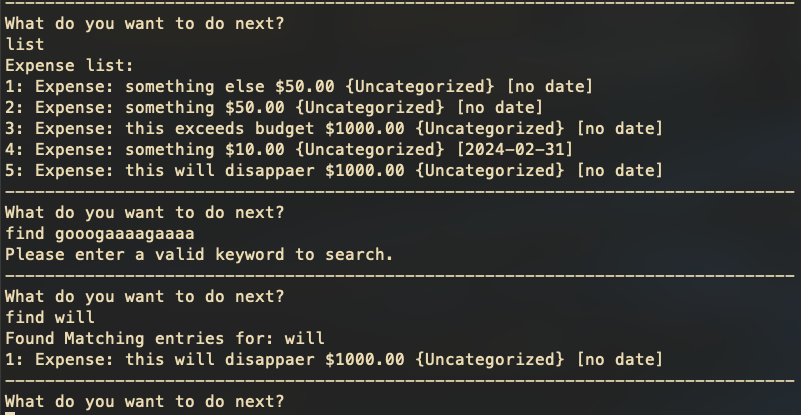 What do you want to do next?
list
Expense list:
1: Expense: something else $50.00 {Uncategorized} [no date]
2: Expense: something $50.00 {Uncategorized} [no date]
3: Expense: this exceeds budget $1000.00 {Uncategorized} [no date]
4: Expense: something $10.00 {Uncategorized} [2024-02-31]
5: Expense: this will disappaer $1000.00 {Uncategorized} [no date]
What do you want to do next?
find gooogaaaagaaaa
Please enter a valid keyword to search.
What do you want to do next?
find will
Found Matching entries for: will
1: Expense: this will disappaer $1000.00 {Uncategorized} [no date]
What do you want to do next?